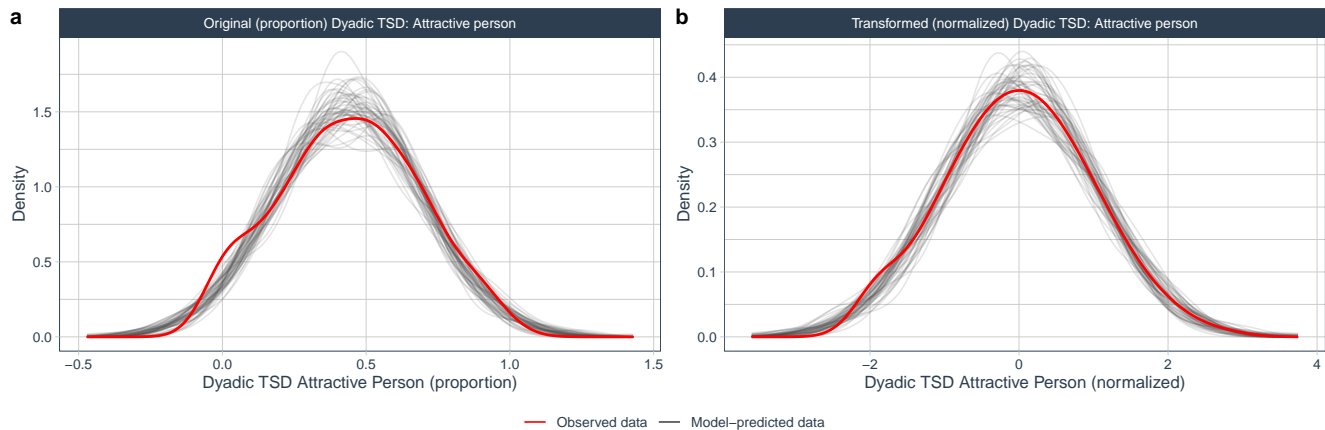 a
Original (proportion) Dyadic TSD: Attractive person
Density
0.0
0.5
1.0
1.5
−0.5
0.0
0.5
1.0
1.5
Dyadic TSD Attractive Person (proportion)
b
Transformed (normalized) Dyadic TSD: Attractive person
Density
0.0
0.1
0.2
0.3
0.4
−2
0
2
4
Dyadic TSD Attractive Person (normalized)
Observed data
Model−predicted data